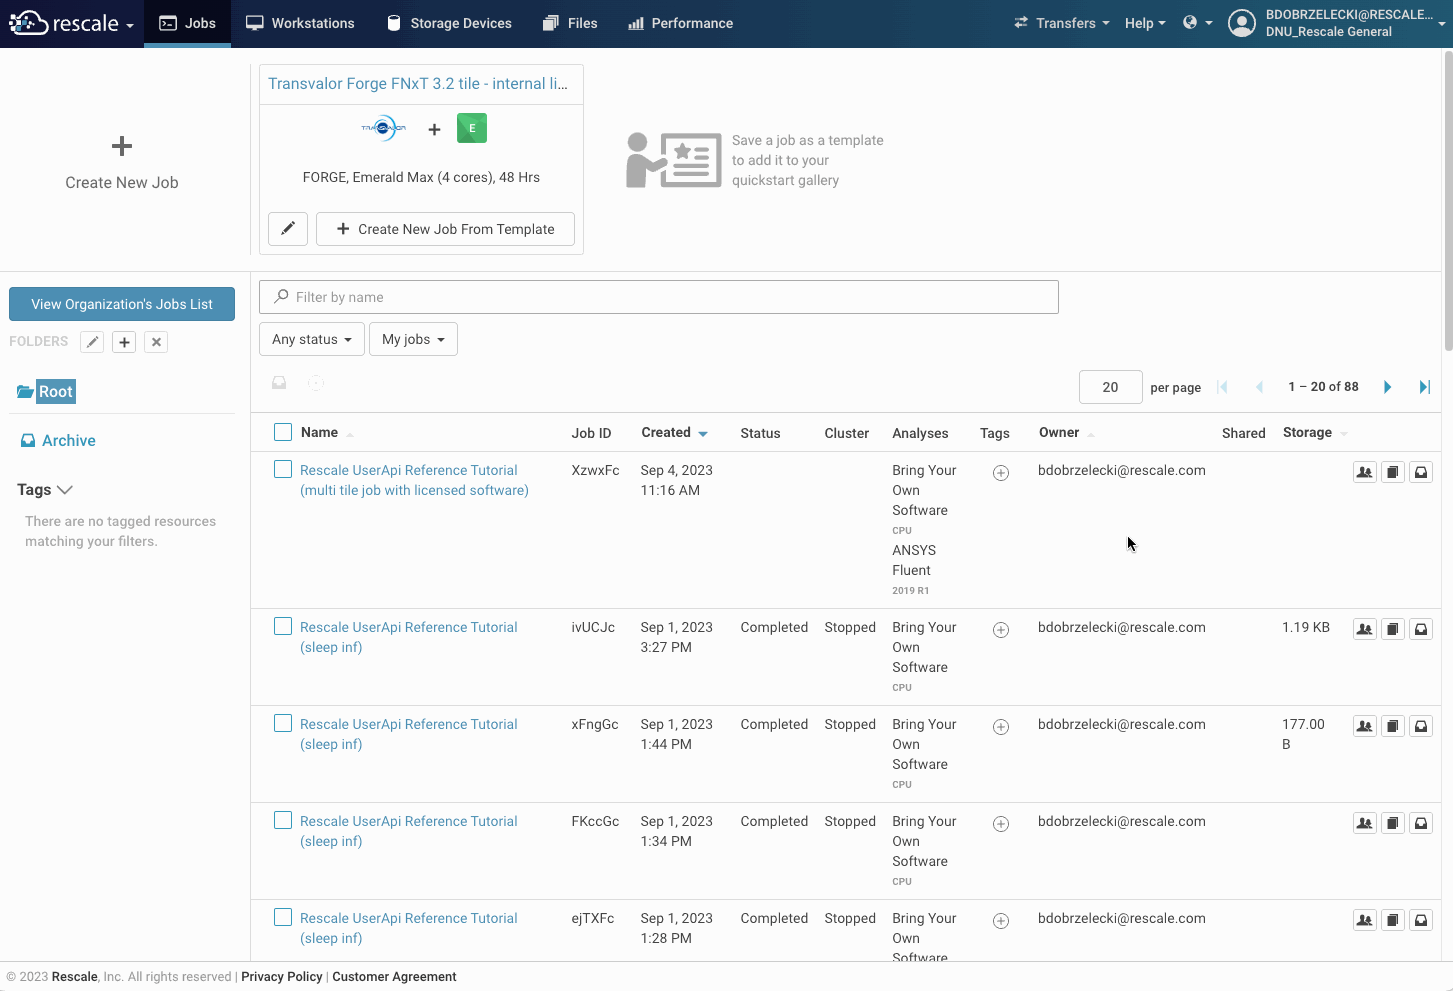 rescale
Jobs
Workstations
Storage Devices
Files
Performance
Transfers
Help
BDOBRZELECKI@RESCALE...
DNU_Rescale General
Create New Job
Transvalor Forge FNxT 3.2 tile - internal li...
TRANSVALOR
+
E
FORGE, Emerald Max (4 cores), 48 Hrs
Create New Job From Template
Save a job as a template
to add it to your
quickstart gallery
View Organization's Jobs List
FOLDERS
Root
Archive
Tags
There are no tagged resources
matching your filters.
Filter by name
Any status
My jobs
20 per page 1 – 20 of 88
Name Job ID Created Status Cluster Analyses Tags Owner Shared Storage
Rescale UserApi Reference Tutorial
(multi tile job with licensed software)
XzwxFc
Sep 4, 2023
11:16 AM
Bring Your
Own
Software
CPU
ANSYS
Fluent
2019 R1
bdobrzelecki@rescale.com
Rescale UserApi Reference Tutorial
(sleep inf)
ivUCJc
Sep 1, 2023
3:27 PM
Completed
Stopped
Bring Your
Own
Software
CPU
bdobrzelecki@rescale.com
1.19 KB
Rescale UserApi Reference Tutorial
(sleep inf)
xFngGc
Sep 1, 2023
1:44 PM
Completed
Stopped
Bring Your
Own
Software
CPU
bdobrzelecki@rescale.com
177.00
B
Rescale UserApi Reference Tutorial
(sleep inf)
FKccGc
Sep 1, 2023
1:34 PM
Completed
Stopped
Bring Your
Own
Software
CPU
bdobrzelecki@rescale.com
Rescale UserApi Reference Tutorial
(sleep inf)
ejTXFc
Sep 1, 2023
1:28 PM
Completed
Stopped
Bring Your
Own
Software
bdobrzelecki@rescale.com
© 2023 Rescale, Inc. All rights reserved | Privacy Policy | Customer Agreement